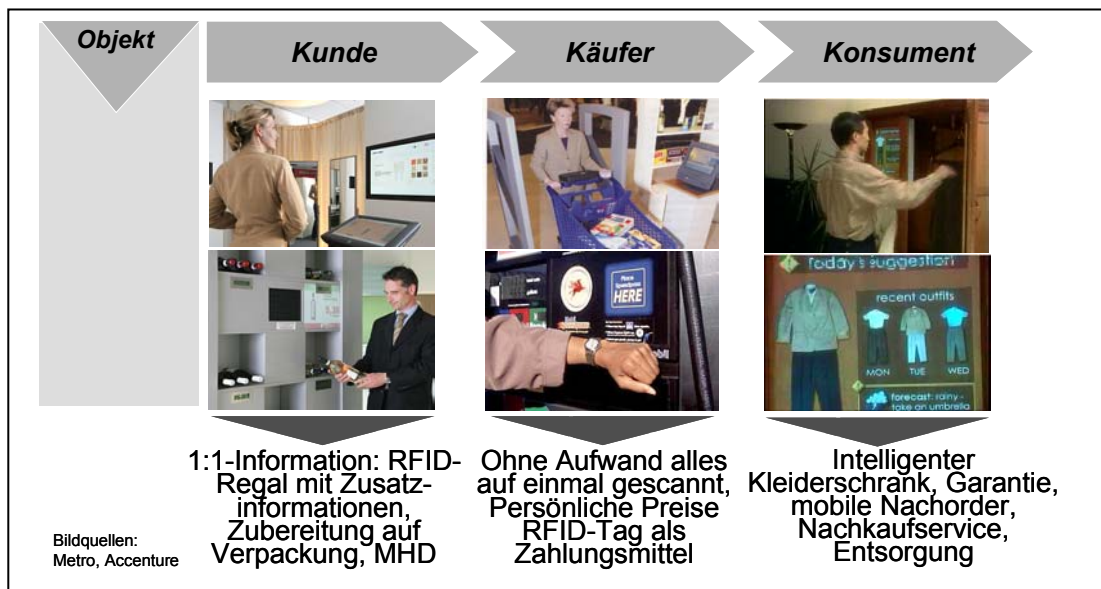 Objekt
Kunde
Käufer
Konsument
Place
Speedpass
HERE
Today's suggestion
recent outfits
MON TUE WED
forecast: rainy -
take an umbrella
1:1-Information: RFID-
Regal mit Zusatz-
informationen,
Zubereitung auf
Verpackung, MHD
Ohne Aufwand alles
auf einmal gescannt,
Persönliche Preise
RFID-Tag als
Zahlungsmittel
Intelligenter
Kleiderschrank, Garantie,
mobile Nachorder,
Nachkaufservice,
Entsorgung
Bildquellen:
Metro, Accenture